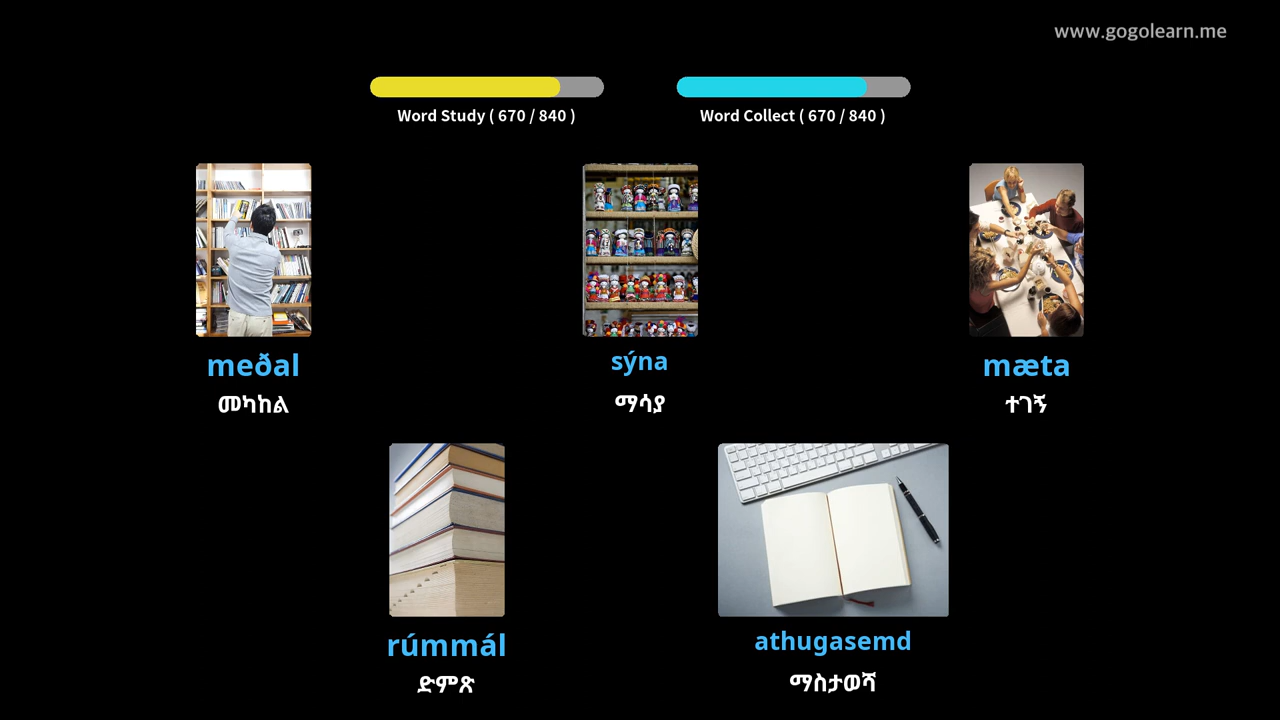 www.gogolearn.me
Word Study ( 670 / 840 )
Word Collect ( 670 / 840 )
meðal
መካከል
sýna
ማሳያ
mæta
ተገኝ
rúmmál
ድምጽ
athugasemd
ማስታወሻ